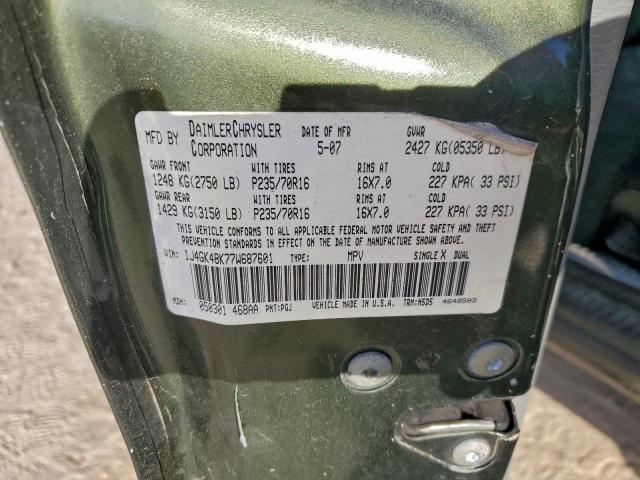 MFD BY DAIMLERCHRYSLER CORPORATION DATE OF MFR 5-07 GVWR 2427 KG(05350 LB)
GAWR FRONT WITH TIRES RIMS AT COLD
1248 KG(2750 LB) P235/70R16 16X7.0 227 KPA( 33 PSI)
GAWR REAR WITH TIRES RIMS AT COLD
1429 KG(3150 LB) P235/70R16 16X7.0 227 KPA( 33 PSI)
THIS VEHICLE CONFORMS TO ALL APPLICABLE FEDERAL MOTOR VEHICLE SAFETY AND THEFT
PREVENTION STANDARDS IN EFFECT ON THE DATE OF MANUFACTURE SHOWN ABOVE.
VIN: 1J4GK48K77W687601 TYPE: MPV SINGLE X DUAL
MDH: 050301 468AA PNT:PGJ VEHICLE MADE IN U.S.A. TRM:N5D5 4648503